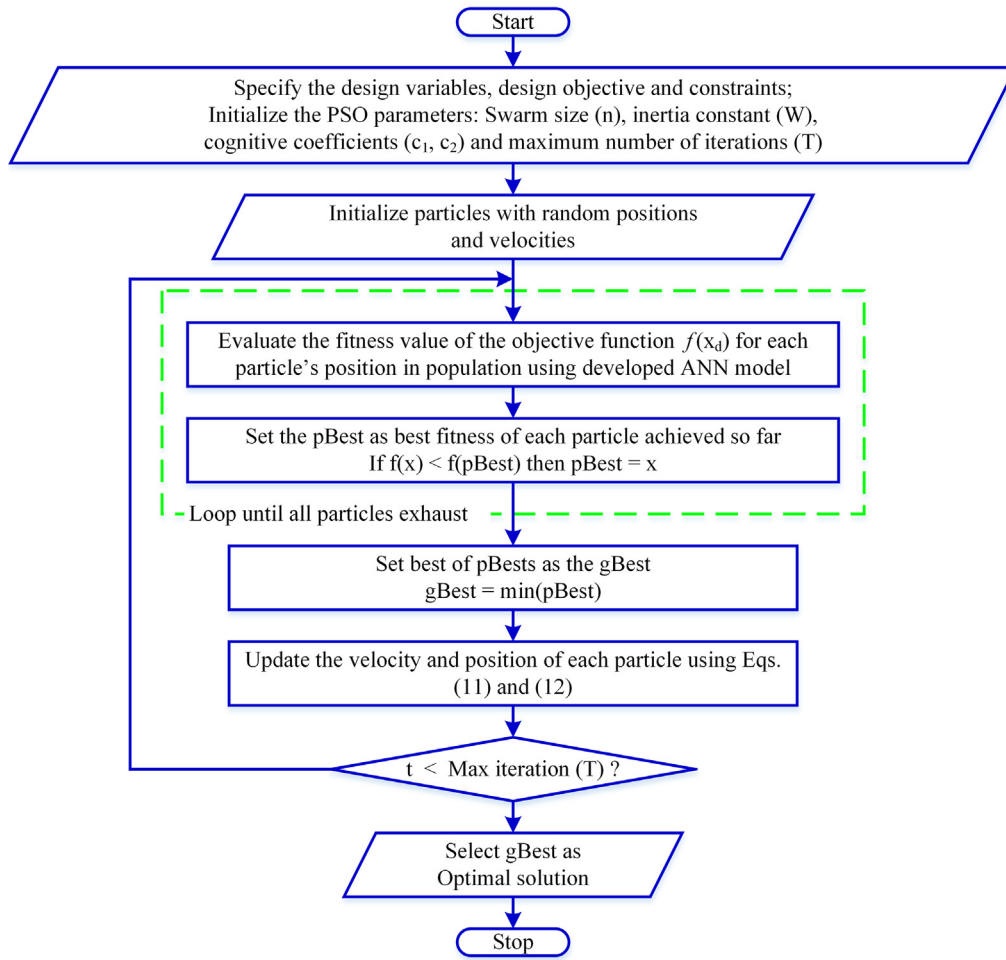 Start
Specify the design variables, design objective and constraints;
Initialize the PSO parameters: Swarm size (n), inertia constant (W),
cognitive coefficients (c₁, c₂) and maximum number of iterations (T)
Initialize particles with random positions
and velocities
Evaluate the fitness value of the objective function f(x_d) for each
particle’s position in population using developed ANN model
Set the pBest as best fitness of each particle achieved so far
If f(x) < f(pBest) then pBest = x
Loop until all particles exhaust
Set best of pBests as the gBest
gBest = min(pBest)
Update the velocity and position of each particle using Eqs.
(11) and (12)
t < Max iteration (T) ?
Select gBest as
Optimal solution
Stop